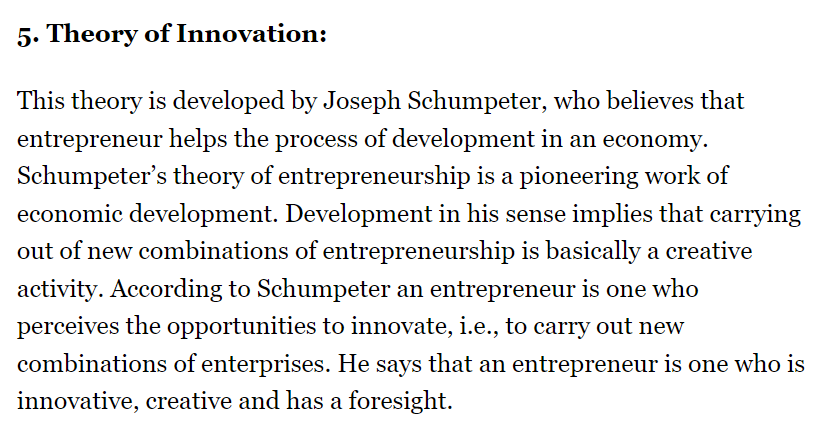 5. Theory of Innovation:
This theory is developed by Joseph Schumpeter, who believes that
entrepreneur helps the process of development in an economy.
Schumpeter’s theory of entrepreneurship is a pioneering work of
economic development. Development in his sense implies that carrying
out of new combinations of entrepreneurship is basically a creative
activity. According to Schumpeter an entrepreneur is one who
perceives the opportunities to innovate, i.e., to carry out new
combinations of enterprises. He says that an entrepreneur is one who is
innovative, creative and has a foresight.